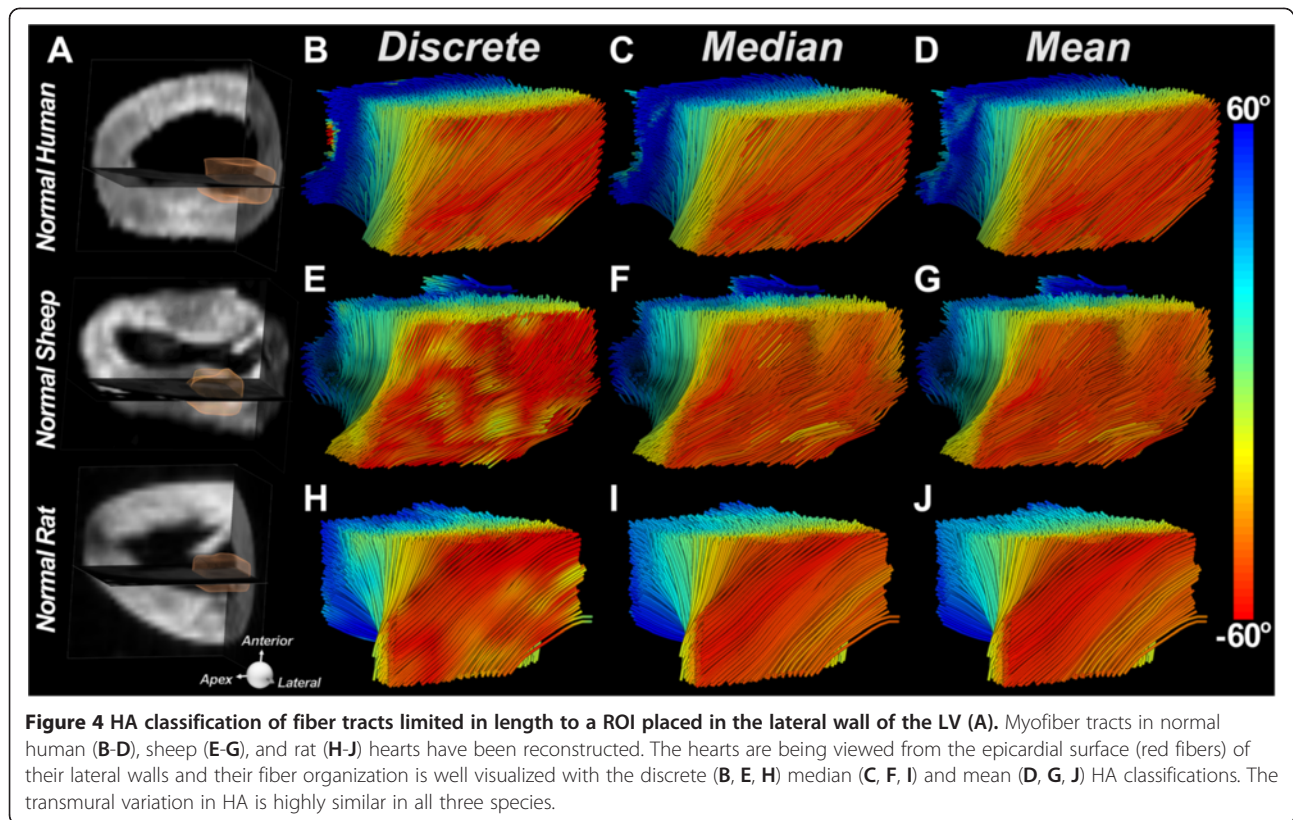 A
B
Discrete
C
Median
D
Mean
Normal Human
60°
E
F
G
Normal Sheep
H
I
J
Normal Rat
Anterior
Apex
Lateral
-60°
Figure 4 HA classification of fiber tracts limited in length to a ROI placed in the lateral wall of the LV (A). Myofiber tracts in normal
human (B-D), sheep (E-G), and rat (H-J) hearts have been reconstructed. The hearts are being viewed from the epicardial surface (red fibers) of
their lateral walls and their fiber organization is well visualized with the discrete (B, E, H) median (C, F, I) and mean (D, G, J) HA classifications. The
transmural variation in HA is highly similar in all three species.